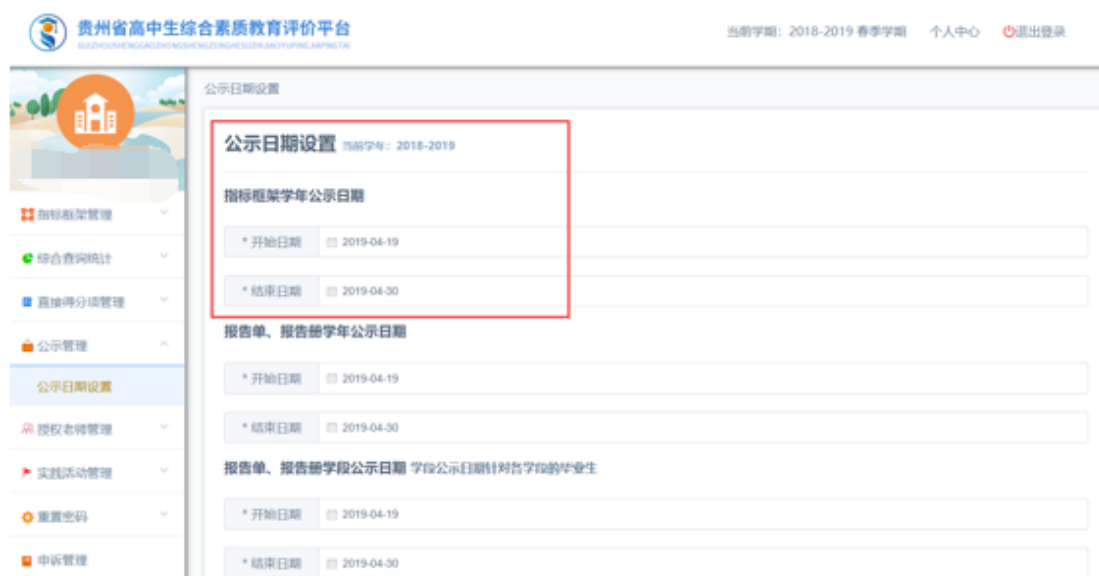 贵州省高中生综合素质教育评价平台
当前学期：2018-2019 春季学期 个人中心 退出登录
公示日期设置
公示日期设置 当前学年：2018-2019
指标框架学年公示日期
* 开始日期 2019-04-19
* 结束日期 2019-04-30
报告单、报告册学年公示日期
* 开始日期 2019-04-19
* 结束日期 2019-04-30
报告单、报告册学段公示日期 学段公示日期针对各学段的毕业生
* 开始日期 2019-04-19
* 结束日期 2019-04-30
指标框架管理
综合查询统计
直接得分项管理
公示管理
公示日期设置
授权老师管理
实践活动管理
重置密码
申诉管理